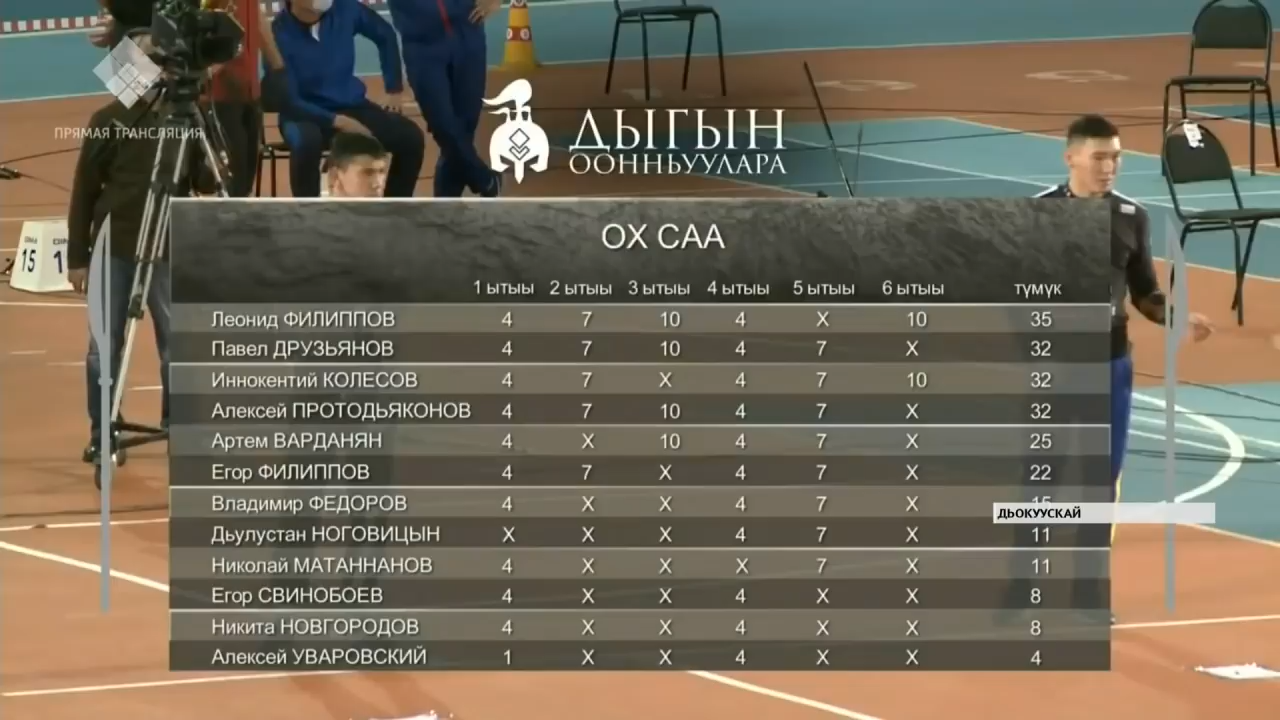 ПРЯМАЯ ТРАНСЛЯЦИЯ
ДЫГЫН
ООННЬУУЛАРА
15
ОХ САА
1 ытыы 2 ытыы 3 ытыы 4 ытыы 5 ытыы 6 ытыы түмүк
Леонид ФИЛИППОВ 4 7 10 4 X 10 35
Павел ДРУЗЬЯНОВ 4 7 10 4 7 X 32
Иннокентий КОЛЕСОВ 4 7 X 4 7 10 32
Алексей ПРОТОДЬЯКОНОВ 4 7 10 4 7 X 32
Артем ВАРДАНЯН 4 X 10 4 7 X 25
Егор ФИЛИППОВ 4 7 X 4 7 X 22
Владимир ФЕДОРОВ 4 X X 4 7 X 15
ДЬОКУУСКАЙ
Дьулустан НОГОВИЦЫН X X X 4 7 X 11
Николай МАТАННАНОВ 4 X X X 7 X 11
Егор СВИНОБОЕВ 4 X X 4 X X 8
Никита НОВГОРОДОВ 4 X X 4 X X 8
Алексей УВАРОВСКИЙ 1 X X 4 X X 4